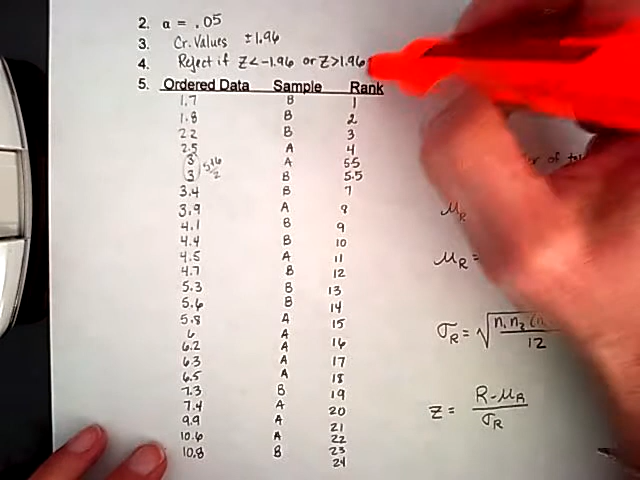 2. α = .05
3. Cr. Values ±1.96
4. Reject if Z<-1.96 or Z>1.96
5. Ordered Data Sample Rank
1.7 B 1
1.8 B 2
2.2 B 3
2.5 A 4
3 A 5.5
3 B 5.5
3.4 B 7
3.9 A 8
4.1 B 9
4.4 B 10
4.5 A 11
4.7 B 12
5.3 B 13
5.6 B 14
5.8 A 15
6 A 16
6.2 A 17
6.3 A 18
6.5 A 19
7.3 B 20
7.4 A 21
9.9 A 22
10.6 A 23
10.8 B 24
μR
μR =
σR = √ n₁ n₂ (n
12
Z = R - μR
σR